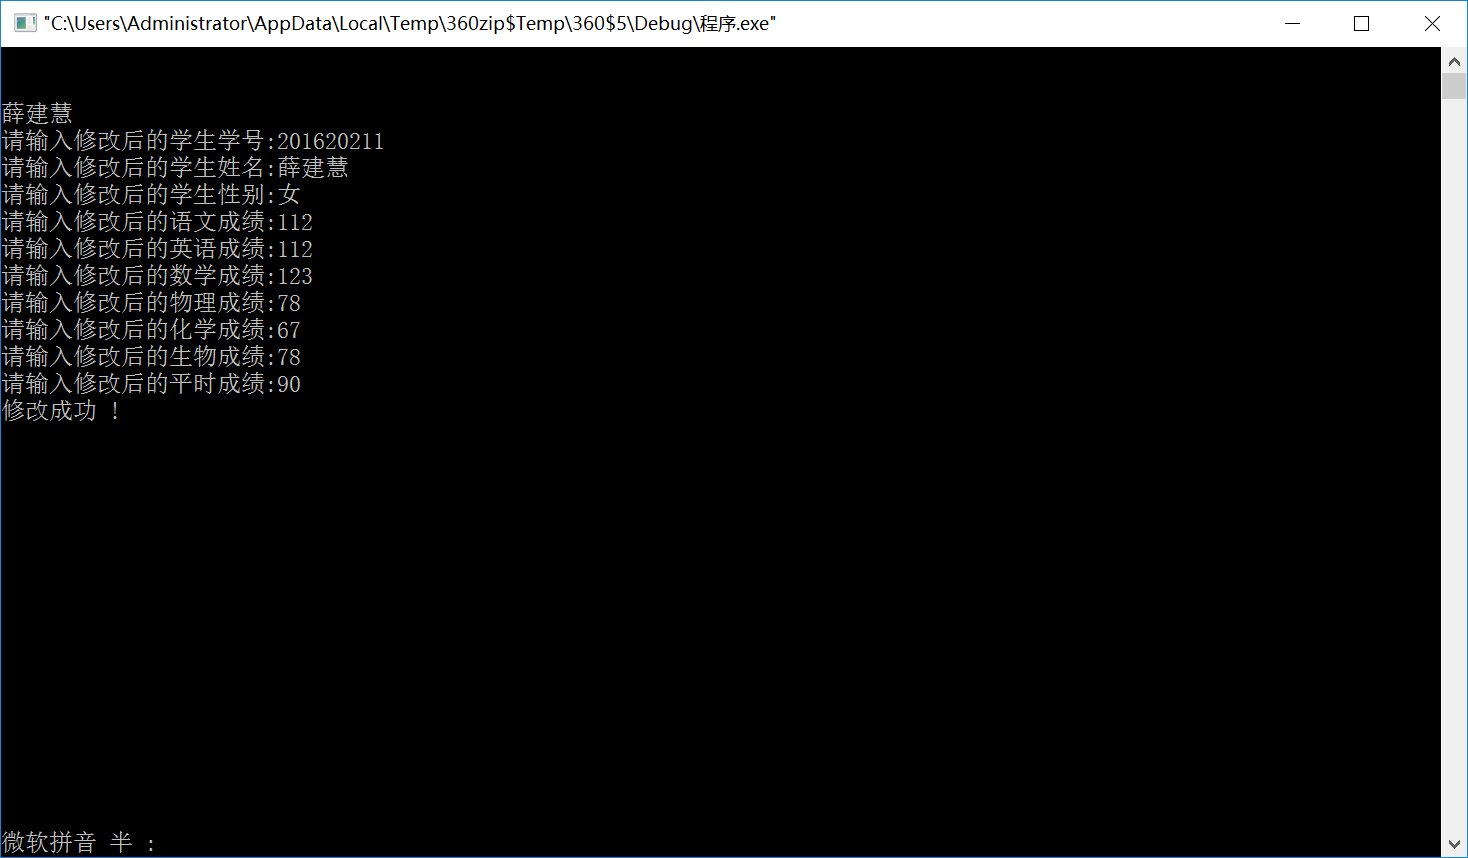 "C:\Users\Administrator\AppData\Local\Temp\360zip$Temp\360$5\Debug\程序.exe"
薛建慧
请输入修改后的学生学号:201620211
请输入修改后的学生姓名:薛建慧
请输入修改后的学生性别:女
请输入修改后的语文成绩:112
请输入修改后的英语成绩:112
请输入修改后的数学成绩:123
请输入修改后的物理成绩:78
请输入修改后的化学成绩:67
请输入修改后的生物成绩:78
请输入修改后的平时成绩:90
修改成功 !
微软拼音 半 :